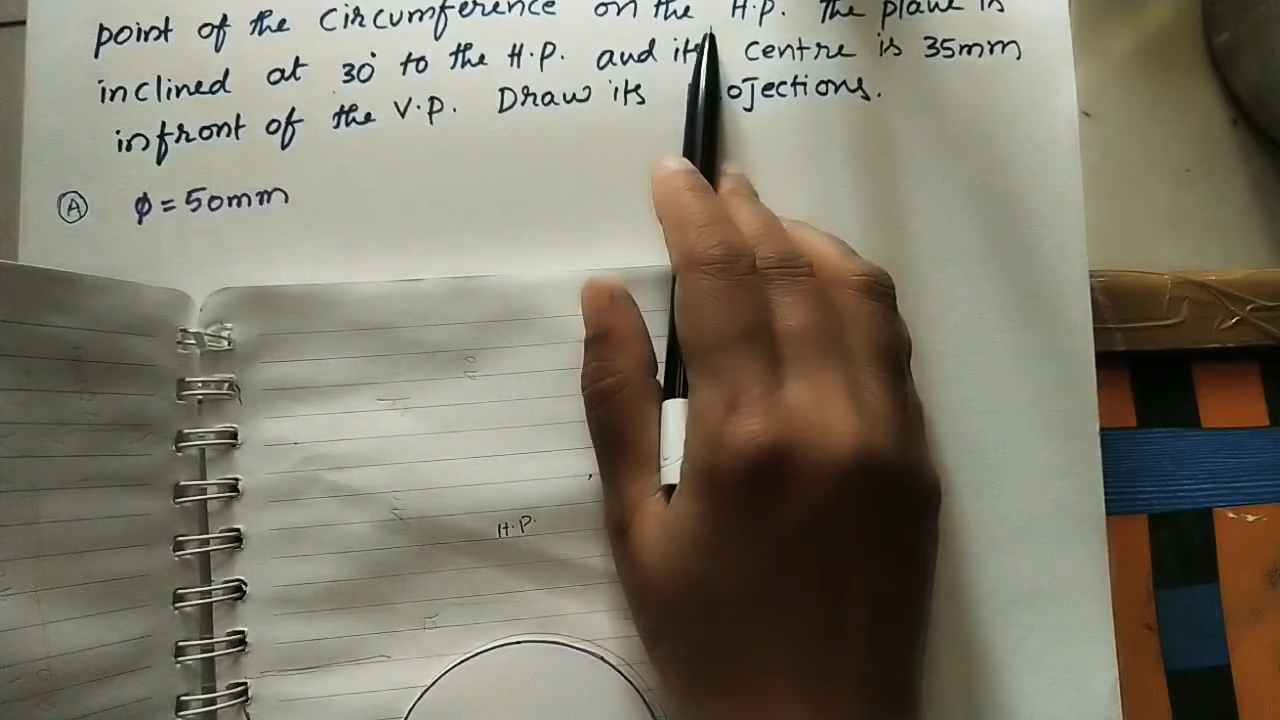 point of the circumference on the H.P. The plane is
inclined at 30° to the H.P. and its centre is 35mm
infront of the V.P. Draw its ojections.
A φ = 50mm
H.P.